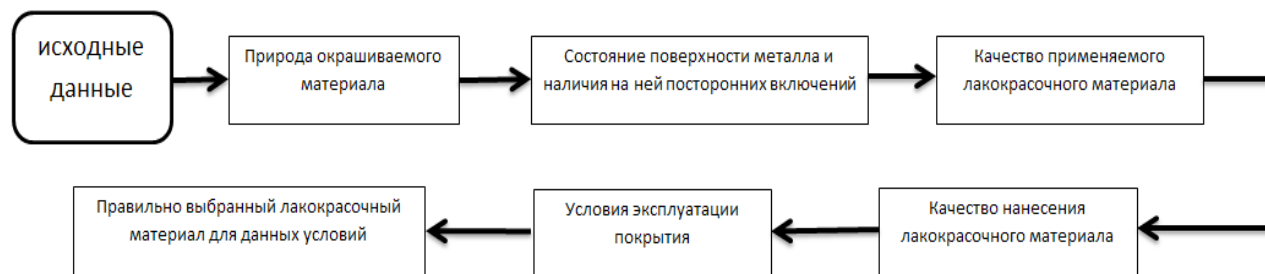 исходные
данные
Природа окрашиваемого
материала
Состояние поверхности металла и
наличия на ней посторонних включений
Качество применяемого
лакокрасочного материала
Качество нанесения
лакокрасочного материала
Условия эксплуатации
покрытия
Правильно выбранный лакокрасочный
материал для данных условий